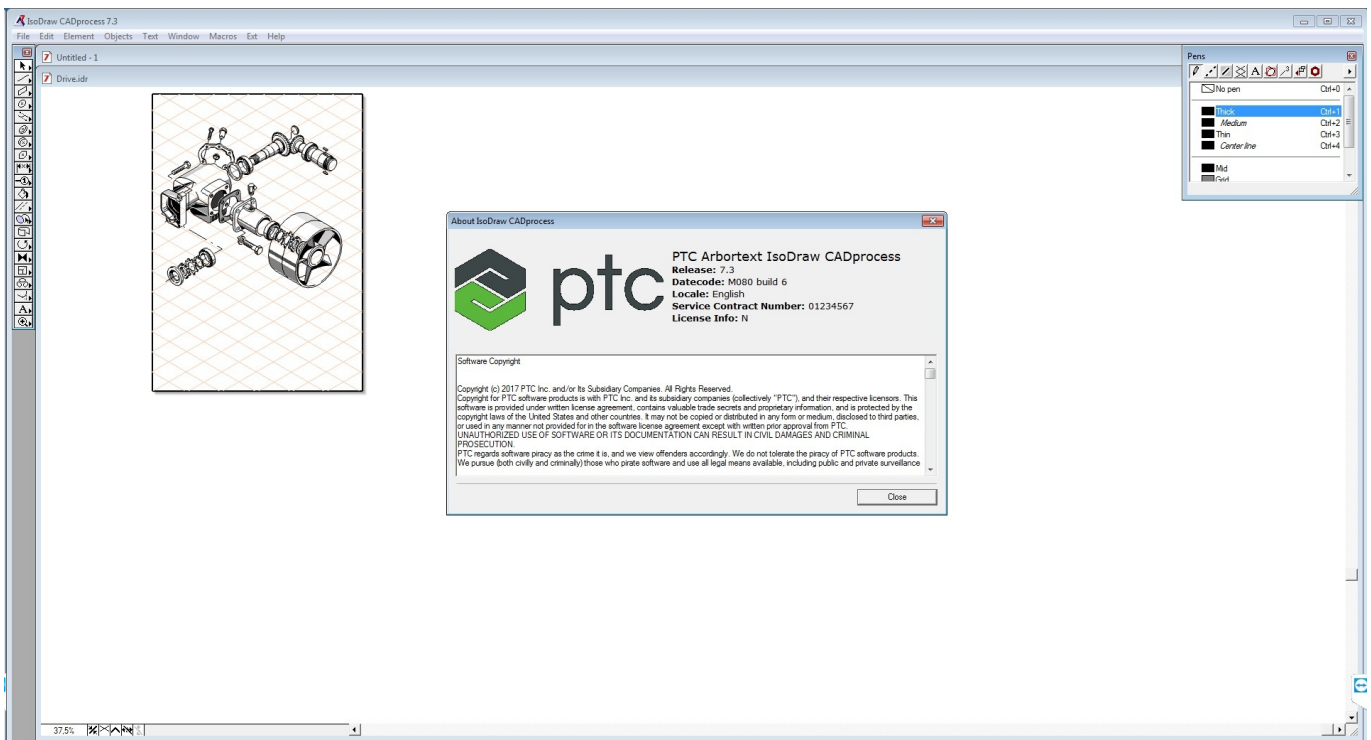 IsoDraw CADprocess 7.3
File Edit Element Objects Text Window Macros Ext Help
Untitled - 1
Drive.idr
Pens
No pen Ctrl+0
Thick Ctrl+1
Medium Ctrl+2
Thin Ctrl+3
Center line Ctrl+4
Mid
Grid
About IsoDraw CADprocess
ptc
PTC Arbortext IsoDraw CADprocess
Release: 7.3
Datecode: M080 build 6
Locale: English
Service Contract Number: 01234567
License Info: N
Software Copyright
Copyright (c) 2017 PTC Inc. and/or Its Subsidiary Companies. All Rights Reserved.
Copyright for PTC software products is with PTC Inc. and its subsidiary companies (collectively "PTC"), and their respective licensors. This
software is provided under written license agreement, contains valuable trade secrets and proprietary information, and is protected by the
copyright laws of the United States and other countries. It may not be copied or distributed in any form or medium, disclosed to third parties,
or used in any manner not provided for in the software license agreement except with written prior approval from PTC.
UNAUTHORIZED USE OF SOFTWARE OR ITS DOCUMENTATION CAN RESULT IN CIVIL DAMAGES AND CRIMINAL
PROSECUTION.
PTC regards software piracy as the crime it is, and we view offenders accordingly. We do not tolerate the piracy of PTC software products.
We pursue (both civilly and criminally) those who pirate software and use all legal means available, including public and private surveillance
Close
37.5%